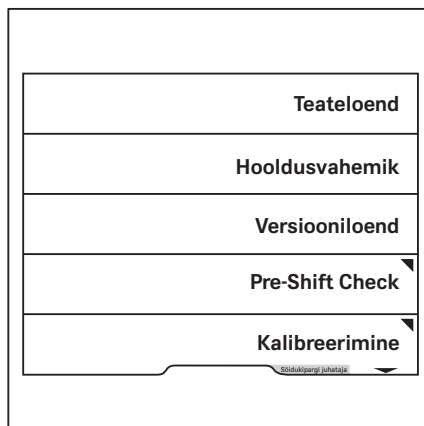 Teateloend
Hooldusvahemik
Versiooniloend
Pre-Shift Check
Kalibreerimine
Sõidukipargi juhataja